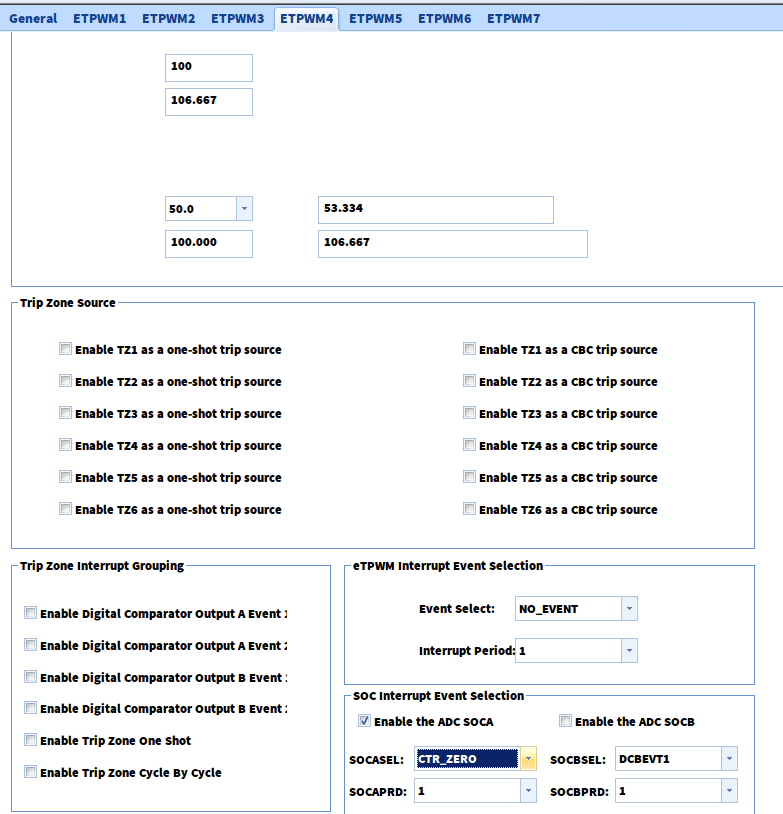 General ETPWM1 ETPWM2 ETPWM3 ETPWM4 ETPWM5 ETPWM6 ETPWM7
100
106.667
50.0 53.334
100.000 106.667
Trip Zone Source
Enable TZ1 as a one-shot trip source Enable TZ1 as a CBC trip source
Enable TZ2 as a one-shot trip source Enable TZ2 as a CBC trip source
Enable TZ3 as a one-shot trip source Enable TZ3 as a CBC trip source
Enable TZ4 as a one-shot trip source Enable TZ4 as a CBC trip source
Enable TZ5 as a one-shot trip source Enable TZ5 as a CBC trip source
Enable TZ6 as a one-shot trip source Enable TZ6 as a CBC trip source
Trip Zone Interrupt Grouping
Enable Digital Comparator Output A Event 1
Enable Digital Comparator Output A Event 2
Enable Digital Comparator Output B Event
Enable Digital Comparator Output B Event 2
Enable Trip Zone One Shot
Enable Trip Zone Cycle By Cycle
eTPWM Interrupt Event Selection
Event Select: NO_EVENT
Interrupt Period: 1
SOC Interrupt Event Selection
Enable the ADC SOCA Enable the ADC SOCB
SOCASEL: CTR_ZERO SOCBSEL: DCBEVT1
SOCAPRD: 1 SOCBPRD: 1